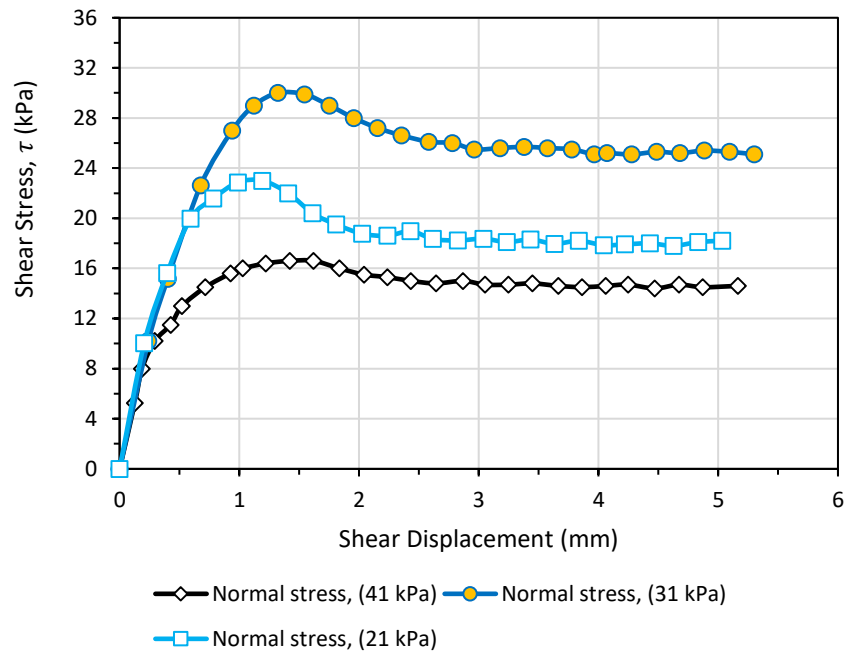 36
32
28
24
20
16
12
8
4
0
Shear Stress, τ (kPa)
0 1 2 3 4 5 6
Shear Displacement (mm)
Normal stress, (41 kPa) Normal stress, (31 kPa)
Normal stress, (21 kPa)